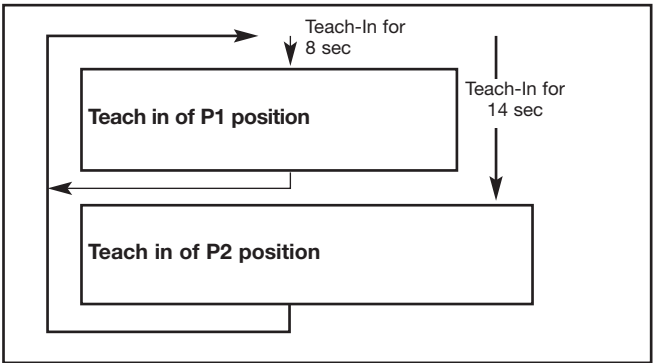 Teach-In for
8 sec
Teach-In for
14 sec
Teach in of P1 position
Teach in of P2 position